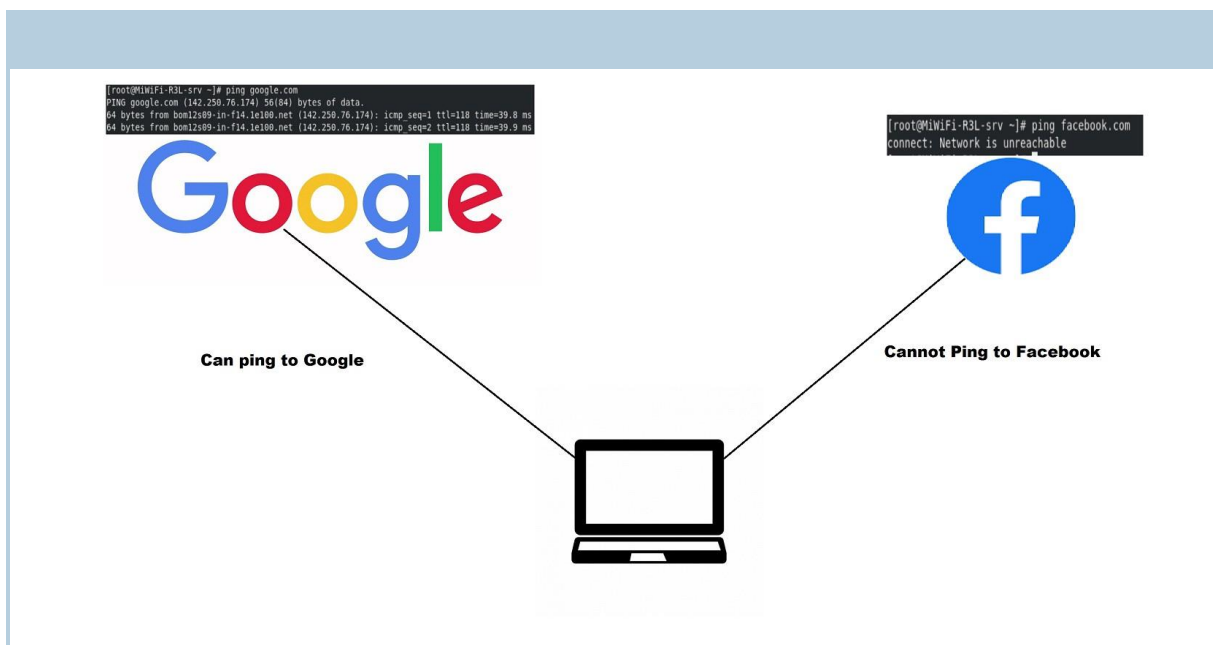 [root@MiWiFi-R3L-srv ~]# ping google.com
PING google.com (142.250.76.174) 56(84) bytes of data.
64 bytes from bom12s09-in-f14.1e100.net (142.250.76.174): icmp_seq=1 ttl=118 time=39.8 ms
64 bytes from bom12s09-in-f14.1e100.net (142.250.76.174): icmp_seq=2 ttl=118 time=39.9 ms
[root@MiWiFi-R3L-srv ~]# ping facebook.com
connect: Network is unreachable
Google
f
Can ping to Google
Cannot Ping to Facebook